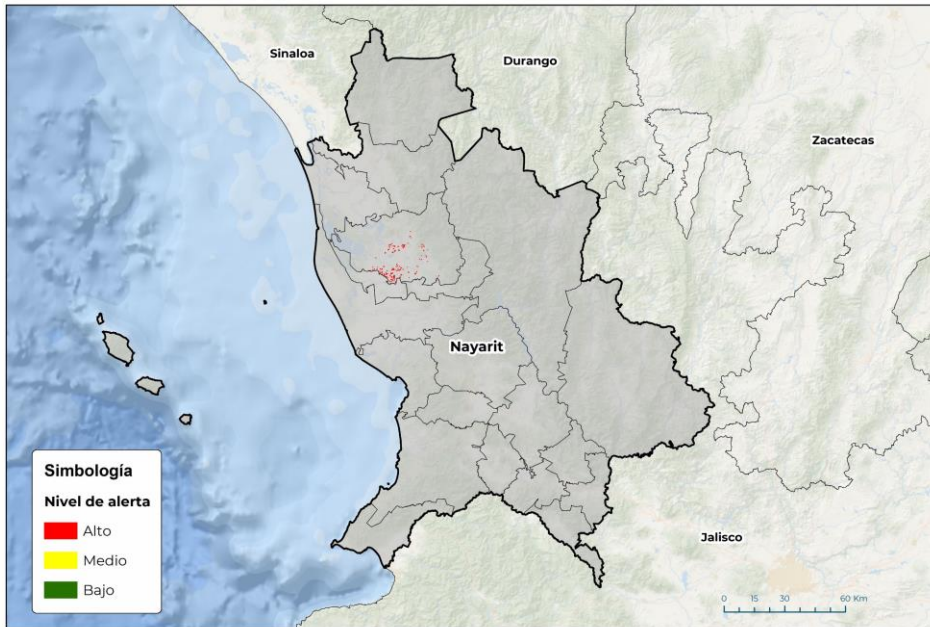 Sinaloa
Durango
Zacatecas
Nayarit
Jalisco
Simbología
Nivel de alerta
Alto
Medio
Bajo
0 15 30 60 Km